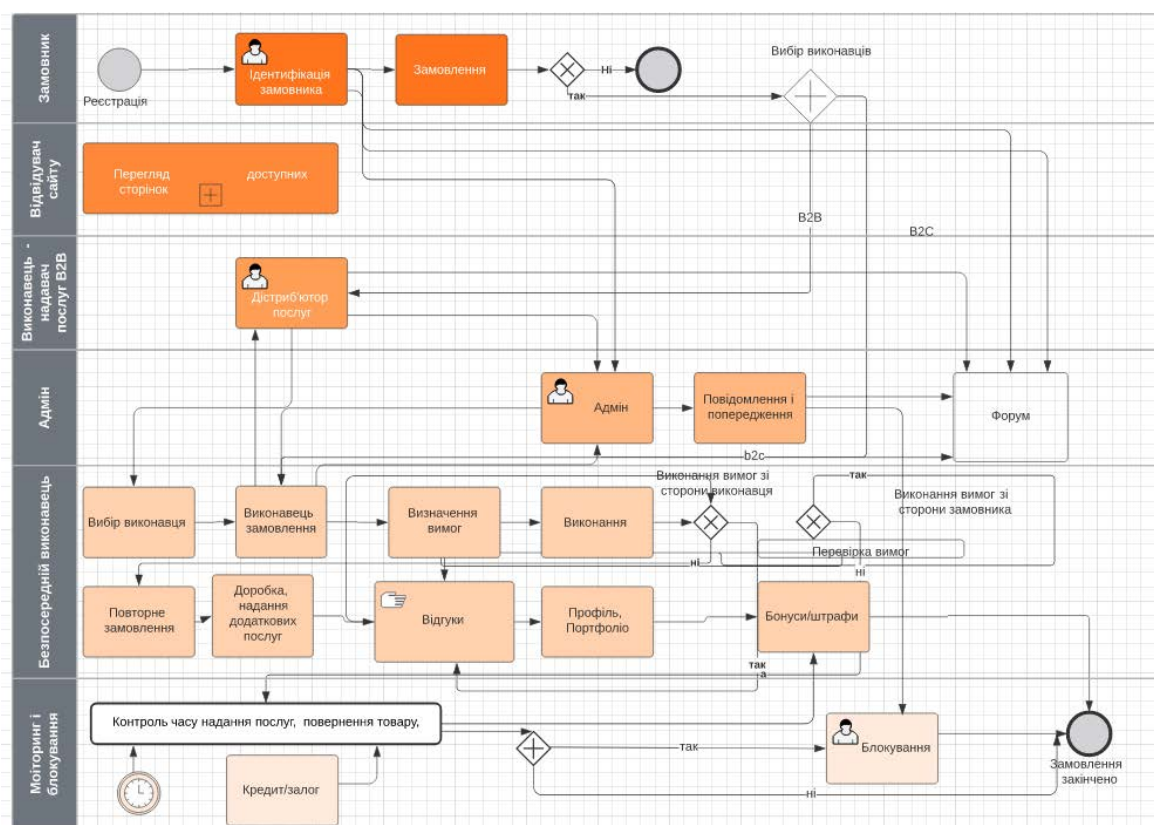 Замовник
Реєстрація
Ідентифікація
замовника
Замовлення
Ні
так
Вибір виконавців
Відвідувач
сайту
Перегляд доступних
сторінок
B2B
B2C
Виконавець -
надавач
послуг B2B
Дістриб'ютор
послуг
Адмін
Адмін
Повідомлення і
попередження
Форум
b2c
Безпосередній виконавець
Вибір виконавця
Виконавець
замовлення
Визначення
вимог
Виконання
Виконання вимог зі
сторони виконавця
так
Виконання вимог зі
сторони замовника
Перевірка вимог
ні
ні
Повторне
замовлення
Доробка,
надання
додаткових
послуг
Відгуки
Профіль,
Портфоліо
Бонуси/штрафи
так
а
Моіторинг і
блокування
Контроль часу надання послуг, повернення товару,
Кредит/залог
так
ні
Блокування
Замовлення
закінчено